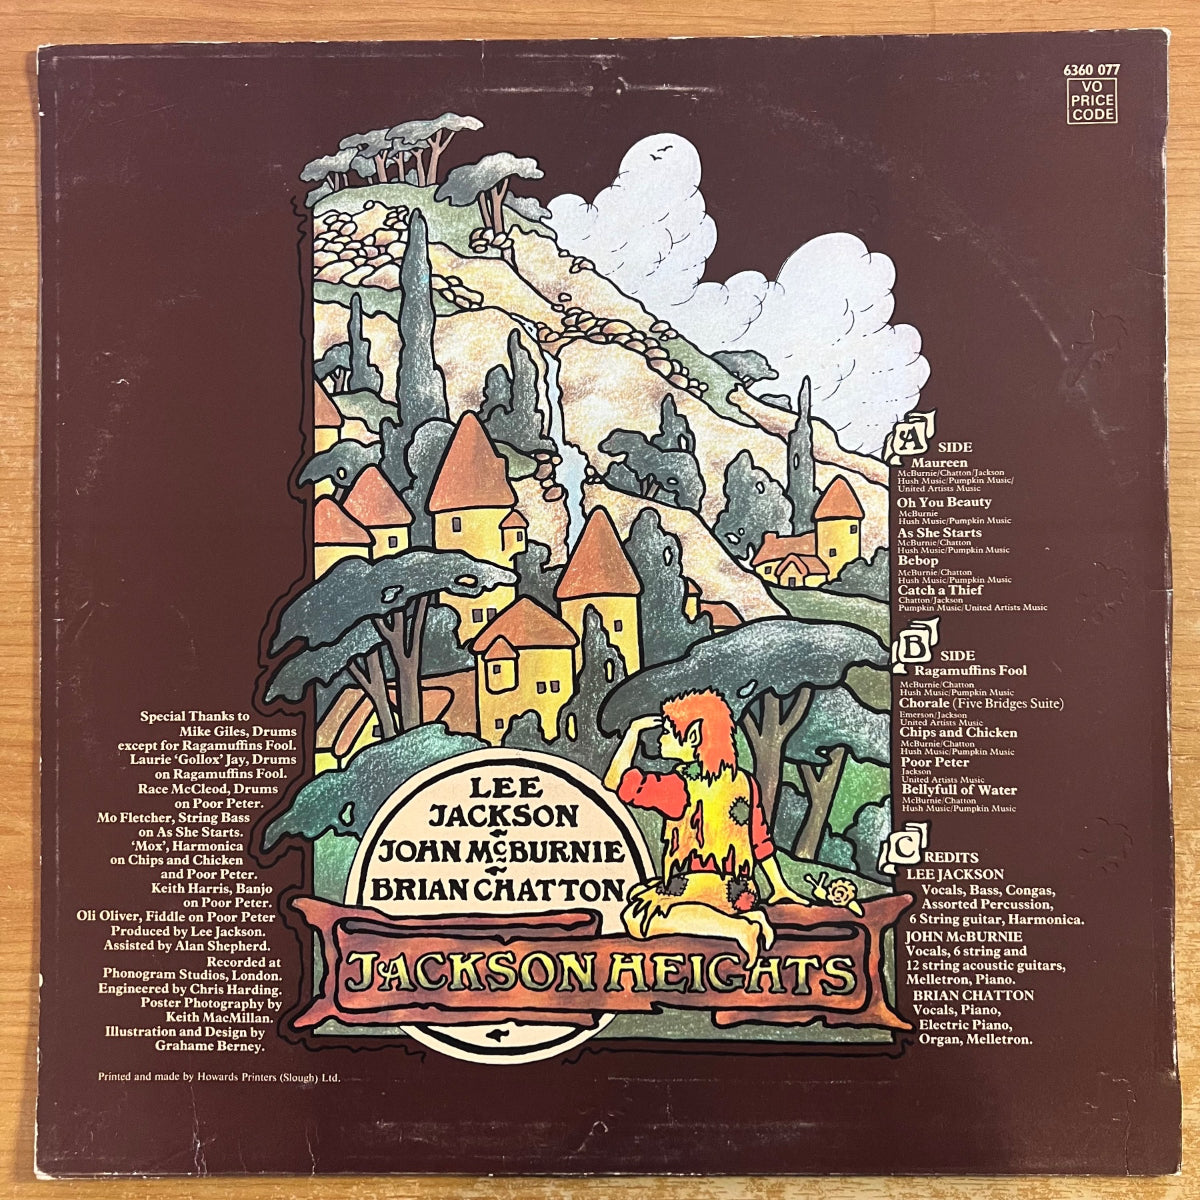 6360 077
VO
PRICE
CODE
A SIDE
Maureen
McBurnie/Chatton/Jackson
Hush Music/Pumpkin Music/
United Artists Music
Oh You Beauty
McBurnie
Hush Music/Pumpkin Music
As She Starts
McBurnie/Chatton
Hush Music/Pumpkin Music
Bebop
McBurnie/Chatton
Hush Music/Pumpkin Music
Catch a Thief
Chatton/Jackson
Pumpkin Music/United Artists Music
B SIDE
Ragamuffins Fool
McBurnie/Chatton
Hush Music/Pumpkin Music
Chorale (Five Bridges Suite)
Emerson/Jackson
United Artists Music
Chips and Chicken
McBurnie/Chatton
Hush Music/Pumpkin Music
Poor Peter
Jackson
United Artists Music
Bellyfull of Water
McBurnie/Chatton
Hush Music/Pumpkin Music
CREDITS
LEE JACKSON
Vocals, Bass, Congas,
Assorted Percussion,
6 String guitar, Harmonica.
JOHN McBURNIE
Vocals, 6 string and
12 string acoustic guitars,
Melletron, Piano.
BRIAN CHATTON
Vocals, Piano,
Electric Piano,
Organ, Melletron.
Special Thanks to
Mike Giles, Drums
except for Ragamuffins Fool.
Laurie ‘Gollox’ Jay, Drums
on Ragamuffins Fool.
Race McCleod, Drums
on Poor Peter.
Mo Fletcher, String Bass
on As She Starts.
‘Mox’, Harmonica
on Chips and Chicken
and Poor Peter.
Keith Harris, Banjo
on Poor Peter.
Oli Oliver, Fiddle on Poor Peter
Produced by Lee Jackson.
Assisted by Alan Shepherd.
Recorded at
Phonogram Studios, London.
Engineered by Chris Harding.
Poster Photography by
Keith MacMillan.
Illustration and Design by
Grahame Berney.
Printed and made by Howards Printers (Slough) Ltd.
LEE
JACKSON
JOHN McBURNIE
BRIAN CHATTON
JACKSON HEIGHTS